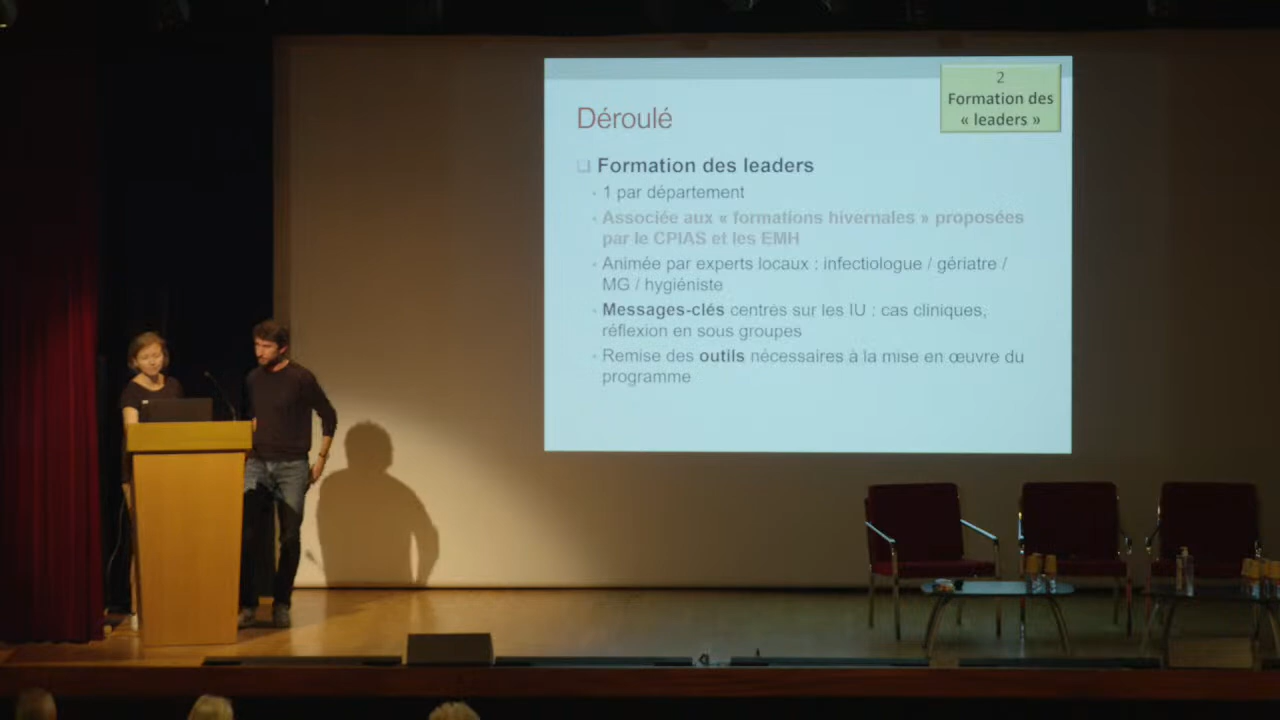 2
Formation des
« leaders »
Déroulé
Formation des leaders
1 par département
Associée aux « formations hivernales » proposées
par le CPIAS et les EMH
Animée par experts locaux : infectiologue / gériatre /
MG / hygiéniste
Messages-clés centrés sur les IU : cas cliniques,
réflexion en sous groupes
Remise des outils nécessaires à la mise en œuvre du
programme